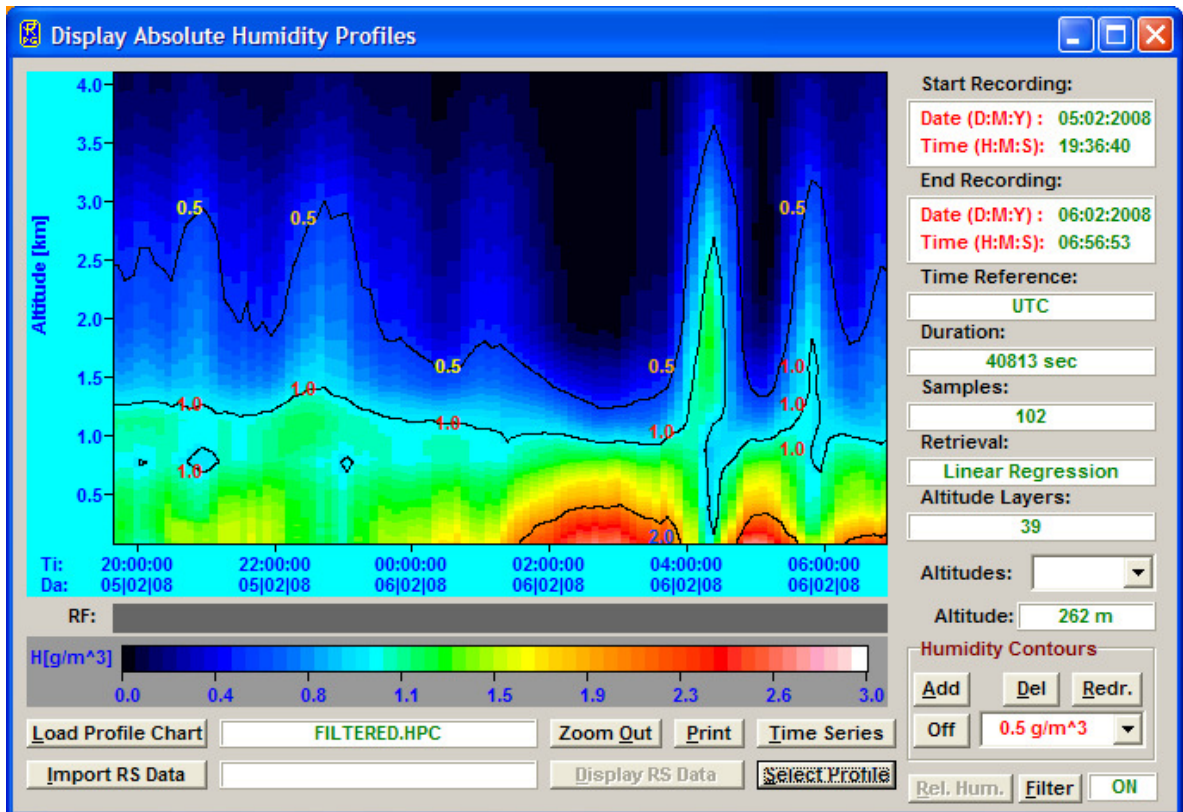 Display Absolute Humidity Profiles
4.0
3.5
3.0
2.5
2.0
1.5
1.0
0.5
Altitude [km]
0.5
0.5
0.5
0.5
0.5
1.0
1.0
1.0
1.0
1.0
1.0
1.0
1.0
2.0
Ti: 20:00:00 22:00:00 00:00:00 02:00:00 04:00:00 06:00:00
Da: 05|02|08 05|02|08 06|02|08 06|02|08 06|02|08 06|02|08
RF:
H[g/m^3]
0.0 0.4 0.8 1.1 1.5 1.9 2.3 2.6 3.0
Load Profile Chart FILTERED.HPC Zoom Out Print Time Series
Import RS Data Display RS Data Select Profile
Start Recording:
Date (D:M:Y) : 05:02:2008
Time (H:M:S): 19:36:40
End Recording:
Date (D:M:Y) : 06:02:2008
Time (H:M:S): 06:56:53
Time Reference:
UTC
Duration:
40813 sec
Samples:
102
Retrieval:
Linear Regression
Altitude Layers:
39
Altitudes:
Altitude: 262 m
Humidity Contours
Add Del Redr.
Off 0.5 g/m^3
Rel. Hum. Filter ON